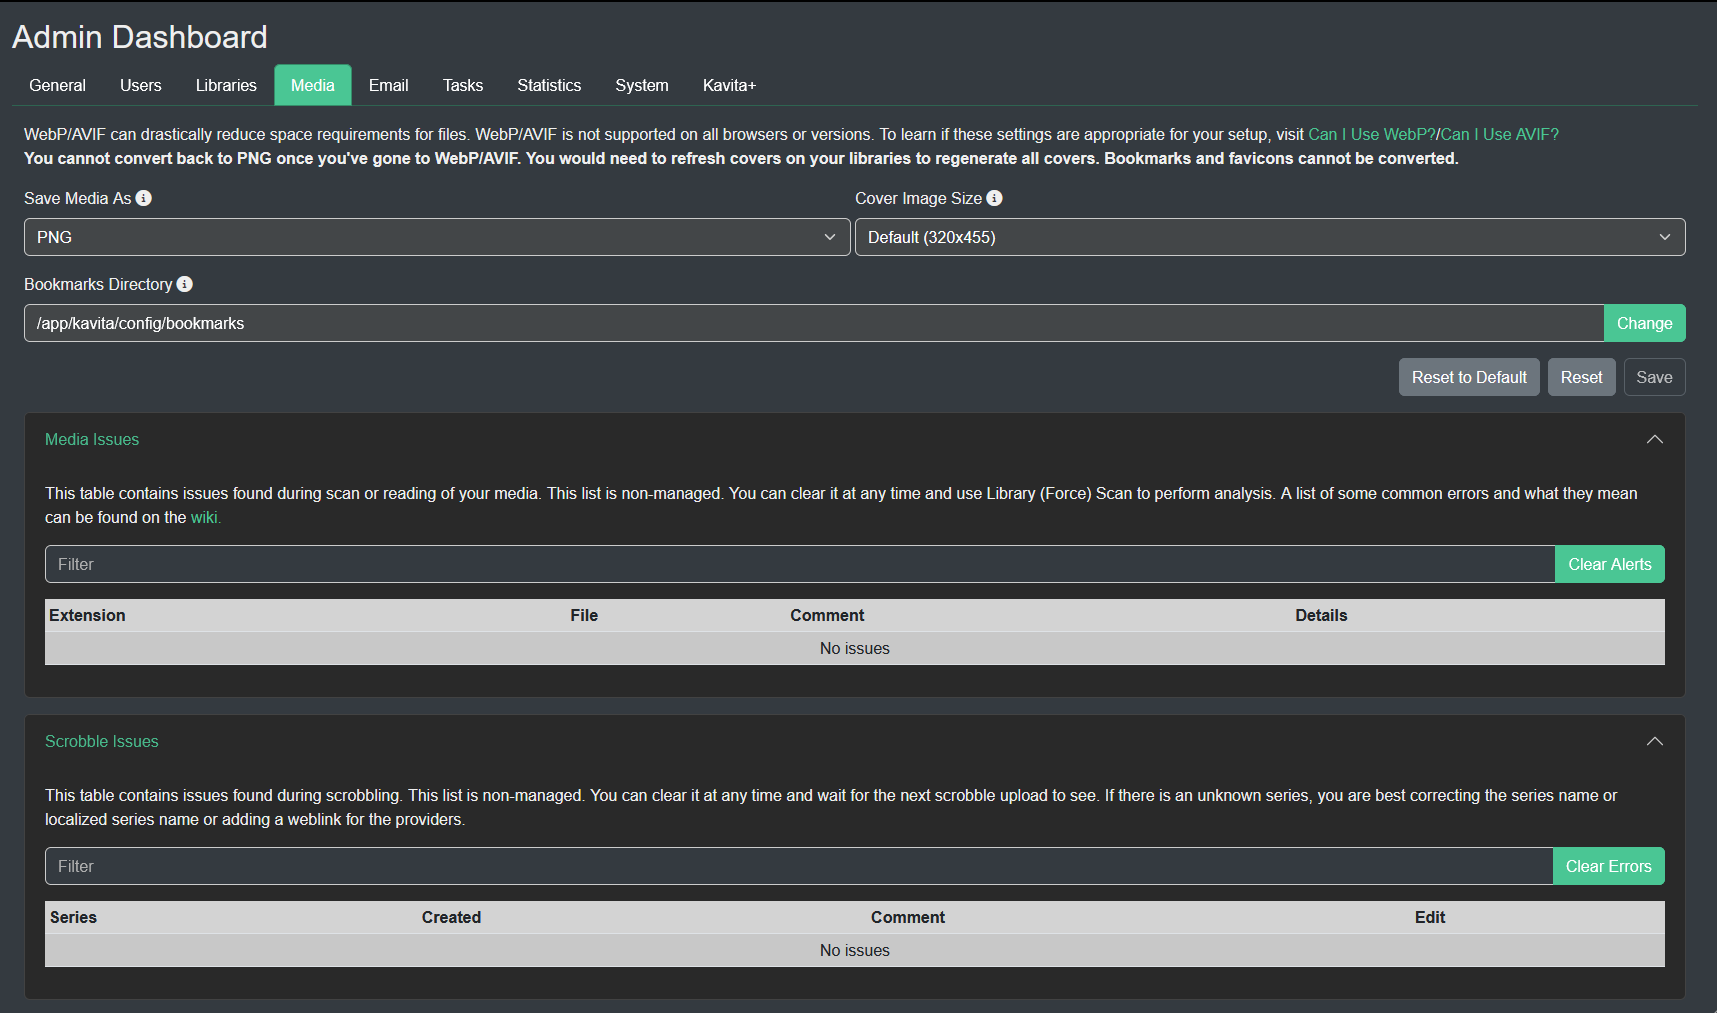 Admin Dashboard
General Users Libraries Media Email Tasks Statistics System Kavita+
WebP/AVIF can drastically reduce space requirements for files. WebP/AVIF is not supported on all browsers or versions. To learn if these settings are appropriate for your setup, visit Can I Use WebP?/Can I Use AVIF?
You cannot convert back to PNG once you've gone to WebP/AVIF. You would need to refresh covers on your libraries to regenerate all covers. Bookmarks and favicons cannot be converted.
Save Media As Cover Image Size
PNG Default (320x455)
Bookmarks Directory
/app/kavita/config/bookmarks Change
Reset to Default Reset Save
Media Issues
This table contains issues found during scan or reading of your media. This list is non-managed. You can clear it at any time and use Library (Force) Scan to perform analysis. A list of some common errors and what they mean
can be found on the wiki.
Filter Clear Alerts
Extension File Comment Details
No issues
Scrobble Issues
This table contains issues found during scrobbling. This list is non-managed. You can clear it at any time and wait for the next scrobble upload to see. If there is an unknown series, you are best correcting the series name or
localized series name or adding a weblink for the providers.
Filter Clear Errors
Series Created Comment Edit
No issues